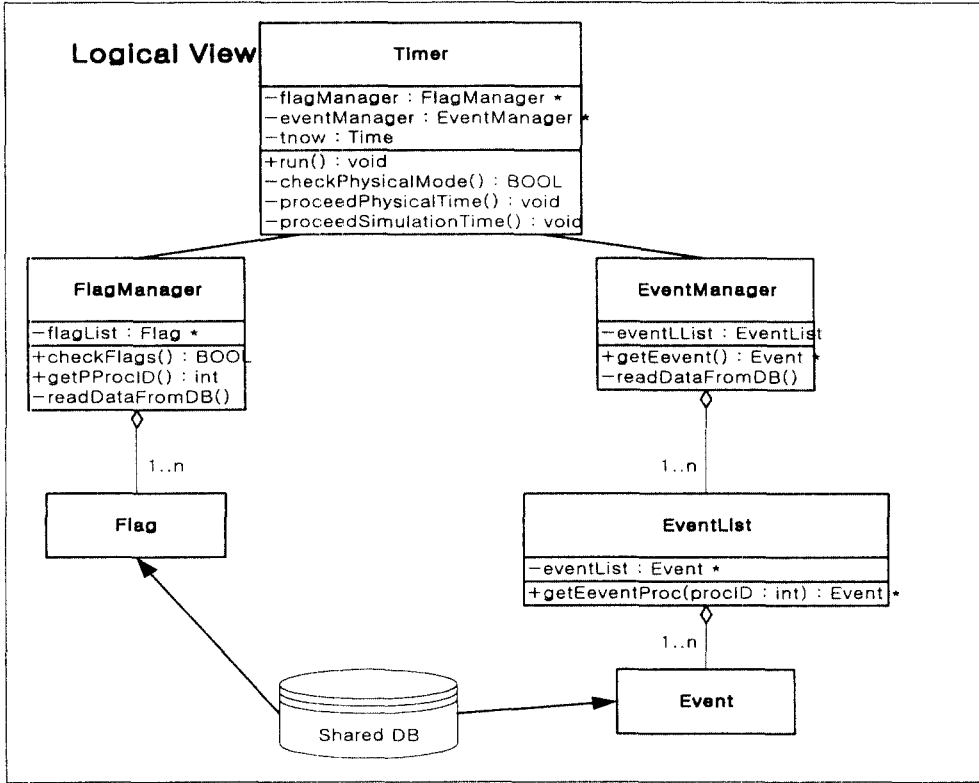 Logical View
Timer
-flagManager : FlagManager *
-eventManager : EventManager *
-tnow : Time
+run() : void
-checkPhysicalMode() : BOOL
-proceedPhysicalTime() : void
-proceedSimulationTime() : void
FlagManager
-flagList : Flag *
+checkFlags() : BOOL
+getPProcID() : int
-readDataFromDB()
EventManager
-eventLList : EventList
+getEevent() : Event *
-readDataFromDB()
1..n
1..n
Flag
EventList
-eventList : Event *
+getEeventProc(procID : int) : Event *
1..n
Event
Shared DB